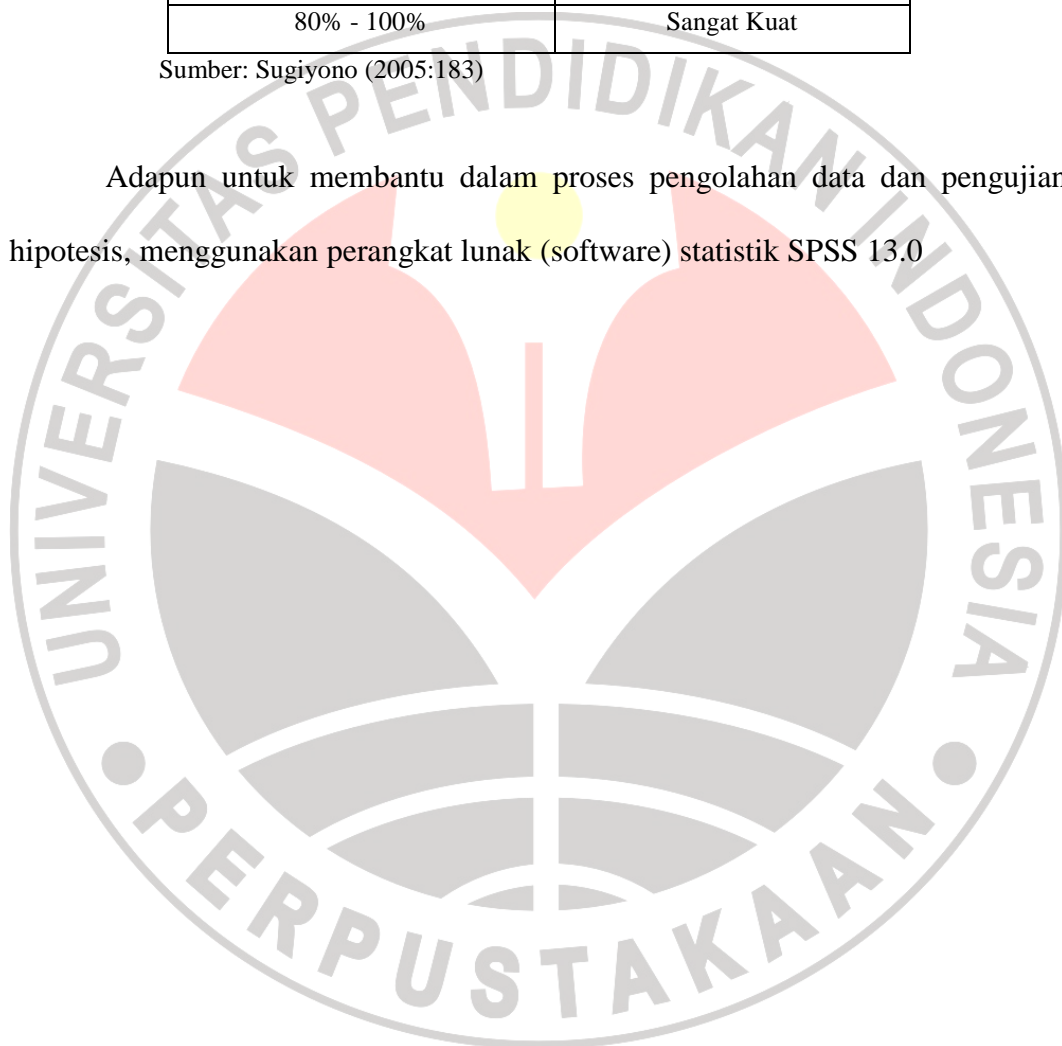 80% - 100% Sangat Kuat
Sumber: Sugiyono (2005:183)
Adapun untuk membantu dalam proses pengolahan data dan pengujian
hipotesis, menggunakan perangkat lunak (software) statistik SPSS 13.0
UNIVERSITAS PENDIDIKAN INDONESIA
PERPUSTAKAAN